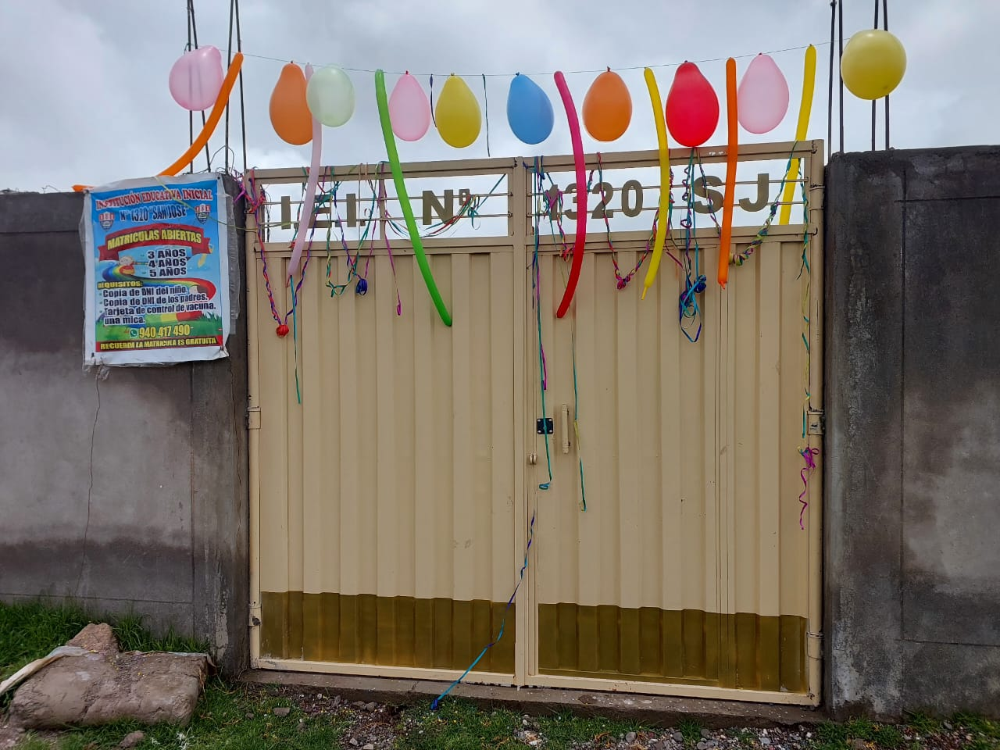 INSTITUCIÓN EDUCATIVA INICIAL
N° 1320 "SAN JOSE"
MATRICULAS ABIERTAS
3 AÑOS
4 AÑOS
5 AÑOS
REQUISITOS:
- Copia de DNI del niño.
- Copia de DNI de los padres.
- Tarjeta de control de vacuna.
una mica.
940 417 490
RECUERDA LA MATRICULA ES GRATUITA
I.E.I. Nº 1320 SJ